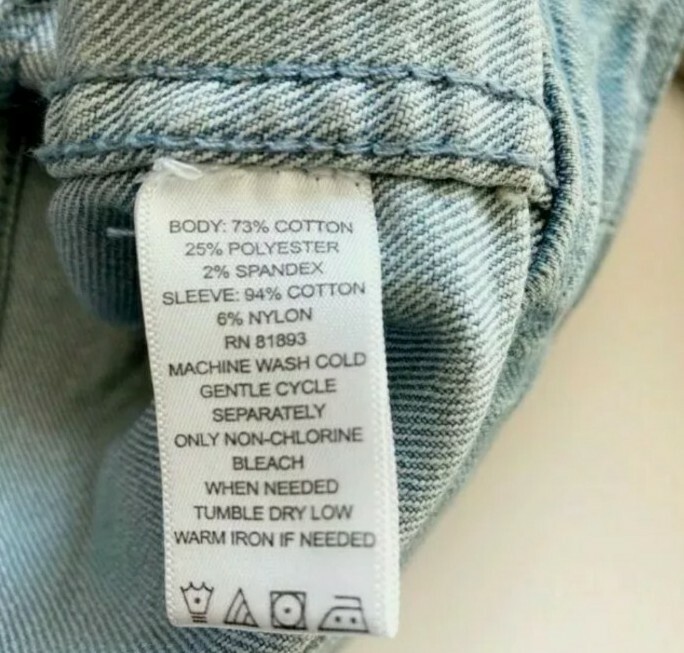 BODY: 73% COTTON
25% POLYESTER
2% SPANDEX
SLEEVE: 94% COTTON
6% NYLON
RN 81893
MACHINE WASH COLD
GENTLE CYCLE
SEPARATELY
ONLY NON-CHLORINE
BLEACH
WHEN NEEDED
TUMBLE DRY LOW
WARM IRON IF NEEDED